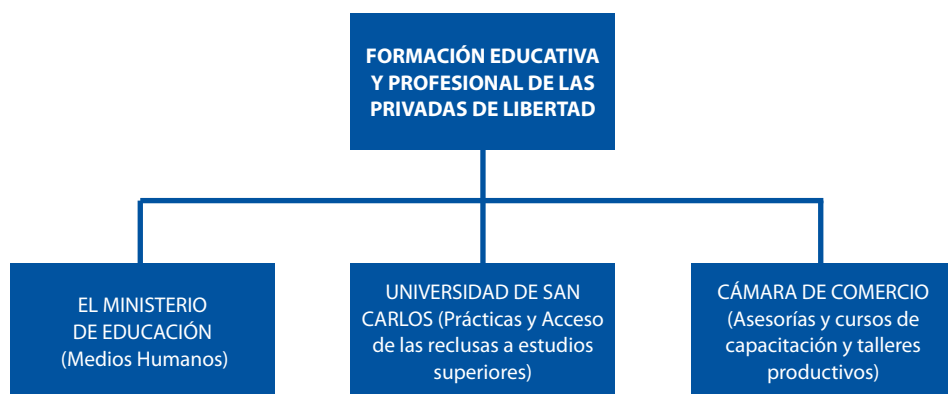 FORMACIÓN EDUCATIVA
Y PROFESIONAL DE LAS
PRIVADAS DE LIBERTAD
EL MINISTERIO
DE EDUCACIÓN
(Medios Humanos)
UNIVERSIDAD DE SAN
CARLOS (Prácticas y Acceso
de las reclusas a estudios
superiores)
CÁMARA DE COMERCIO
(Asesorías y cursos de
capacitación y talleres
productivos)